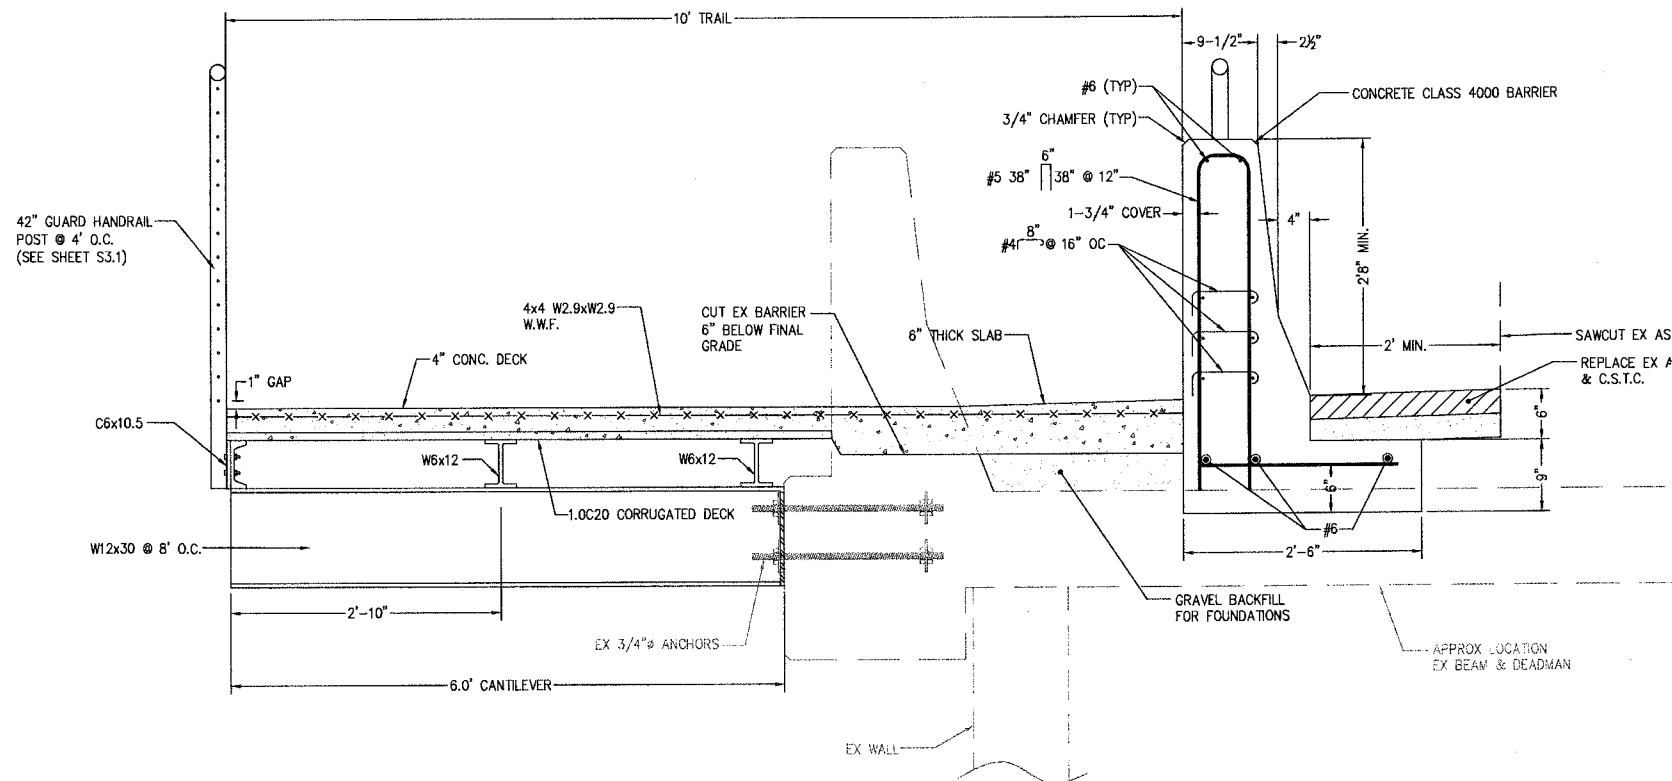 10' TRAIL
9-1/2"
2½"
#6 (TYP)
CONCRETE CLASS 4000 BARRIER
3/4" CHAMFER (TYP)
6"
#5 38" 38" @ 12"
1-3/4" COVER
4"
8"
#4 @ 16" OC
2'8" MIN.
42" GUARD HANDRAIL
POST @ 4' O.C.
(SEE SHEET S3.1)
4x4 W2.9xW2.9
W.W.F.
CUT EX BARRIER
6" BELOW FINAL
GRADE
6" THICK SLAB
2' MIN.
SAWCUT EX AS
REPLACE EX A
& C.S.T.C.
4" CONC. DECK
1" GAP
C6x10.5
6"
W6x12
W6x12
9"
6"
1.0C20 CORRUGATED DECK
#6
2'-6"
W12x30 @ 8' O.C.
2'-10"
GRAVEL BACKFILL
FOR FOUNDATIONS
EX 3/4"ø ANCHORS
APPROX LOCATION
EX BEAM & DEADMAN
6.0' CANTILEVER
EX WALL